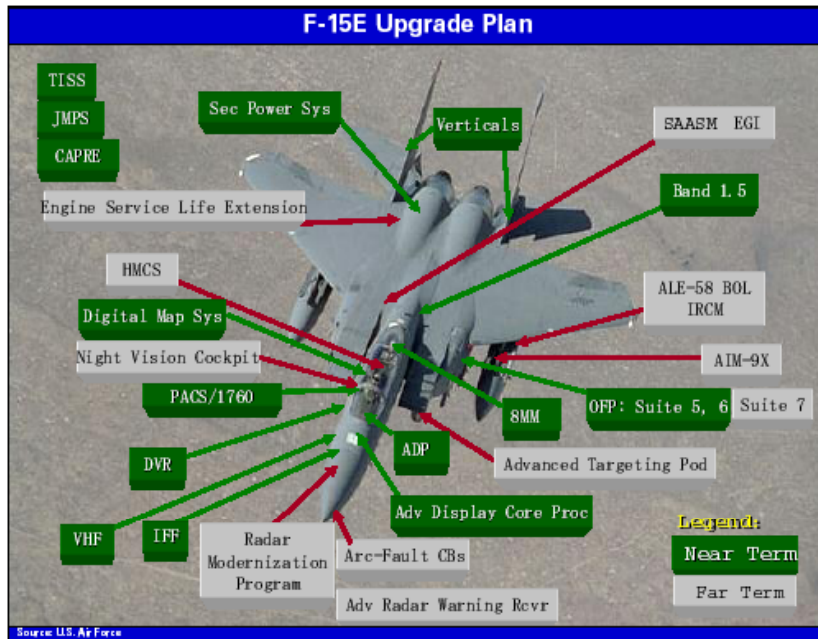 F-15E Upgrade Plan
TISS
JMPS
CAPRE
Sec Power Sys
Verticals
SAASM EGI
Band 1.5
Engine Service Life Extension
HMCS
Digital Map Sys
Night Vision Cockpit
PACS/1760
ALE-58 BOL
IRCM
AIM-9X
OFP: Suite 5, 6
Suite 7
8MM
DVR
ADP
Advanced Targeting Pod
VHF
IFF
Adv Display Core Proc
Radar
Modernization
Program
Arc-Fault CBs
Adv Radar Warning Rcvr
Legend:
Near Term
Far Term
Source: U.S. Air Force